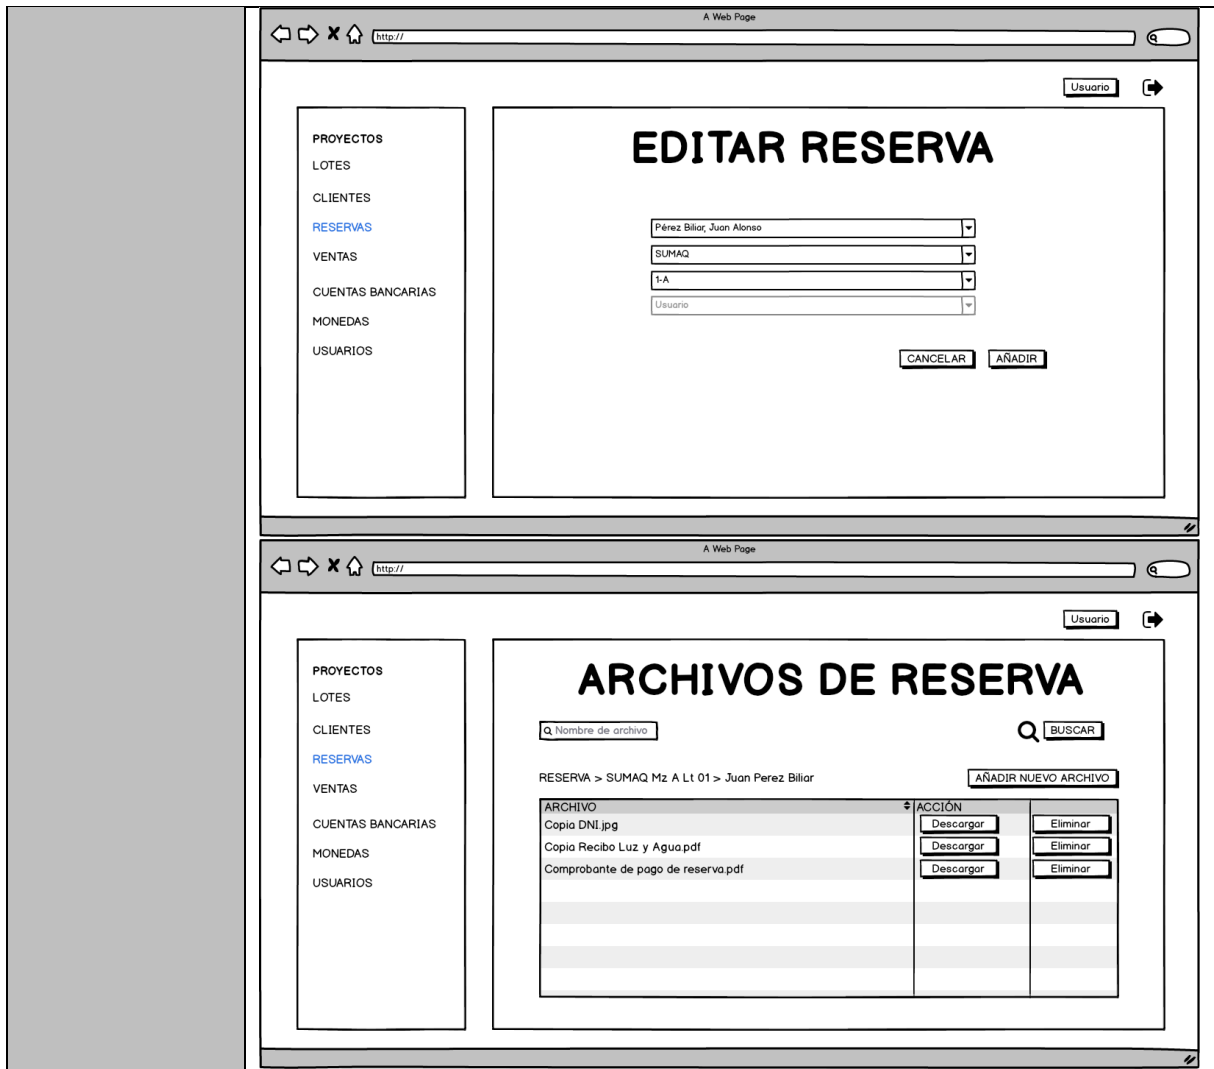 A Web Page
http://
Usuario
PROYECTOS
LOTES
CLIENTES
RESERVAS
VENTAS
CUENTAS BANCARIAS
MONEDAS
USUARIOS
EDITAR RESERVA
Pérez Biliar, Juan Alonso
SUMAQ
1-A
Usuario
CANCELAR AÑADIR
A Web Page
http://
Usuario
PROYECTOS
LOTES
CLIENTES
RESERVAS
VENTAS
CUENTAS BANCARIAS
MONEDAS
USUARIOS
ARCHIVOS DE RESERVA
Nombre de archivo BUSCAR
RESERVA > SUMAQ Mz A Lt 01 > Juan Perez Biliar AÑADIR NUEVO ARCHIVO
ARCHIVO ACCIÓN
Copia DNI.jpg Descargar Eliminar
Copia Recibo Luz y Agua.pdf Descargar Eliminar
Comprobante de pago de reserva.pdf Descargar Eliminar